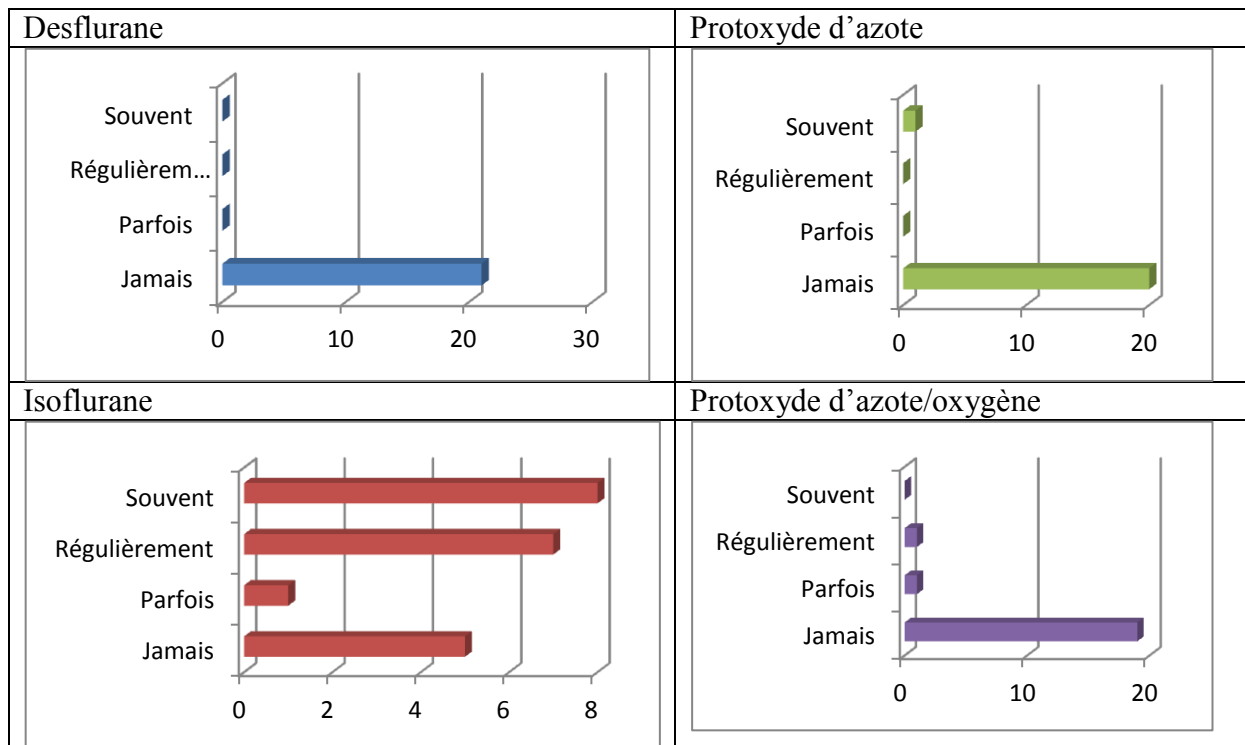 Desflurane
Souvent
Régulièrem...
Parfois
Jamais
0 10 20 30
Protoxyde d'azote
Souvent
Régulièrement
Parfois
Jamais
0 10 20
Isoflurane
Souvent
Régulièrement
Parfois
Jamais
0 2 4 6 8
Protoxyde d'azote/oxygène
Souvent
Régulièrement
Parfois
Jamais
0 10 20